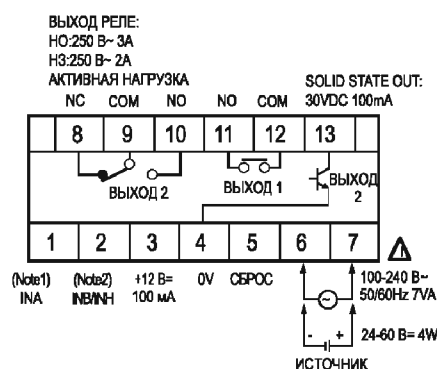 ВЫХОД РЕЛЕ:
НО:250 В~ 3А
НЗ:250 В~ 2А
АКТИВНАЯ НАГРУЗКА
SOLID STATE OUT:
30VDC 100mA
NC COM NO NO COM
8 9 10 11 12 13
ВЫХОД 2
ВЫХОД 1
ВЫХОД
2
1 2 3 4 5 6 7
(Note1)
INA
(Note2)
INB/INH
+12 В=
100 мА
0V
СБРОС
100-240 В~
50/60Hz 7VA
- +
24-60 В= 4W
ИСТОЧНИК